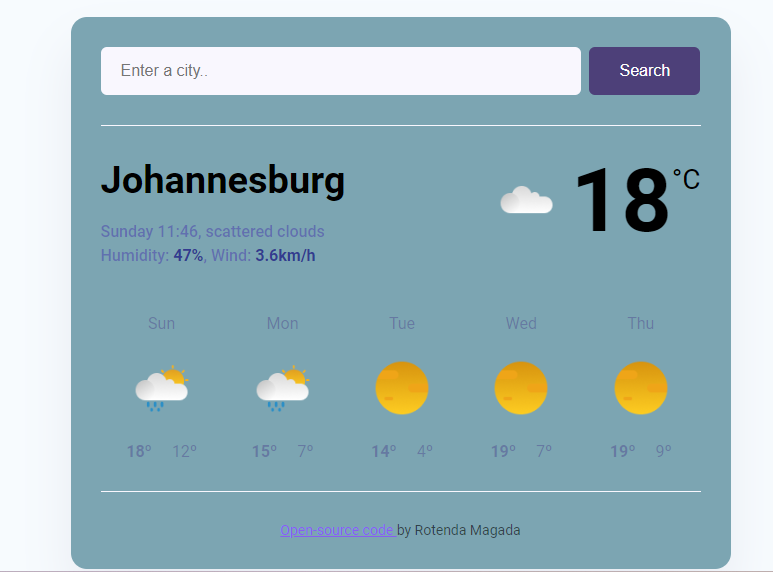 Enter a city..
Search
Johannesburg
18°C
Sunday 11:46, scattered clouds
Humidity: 47%, Wind: 3.6km/h
Sun Mon Tue Wed Thu
18° 12° 15° 7° 14° 4° 19° 7° 19° 9°
Open-source code by Rotenda Magada